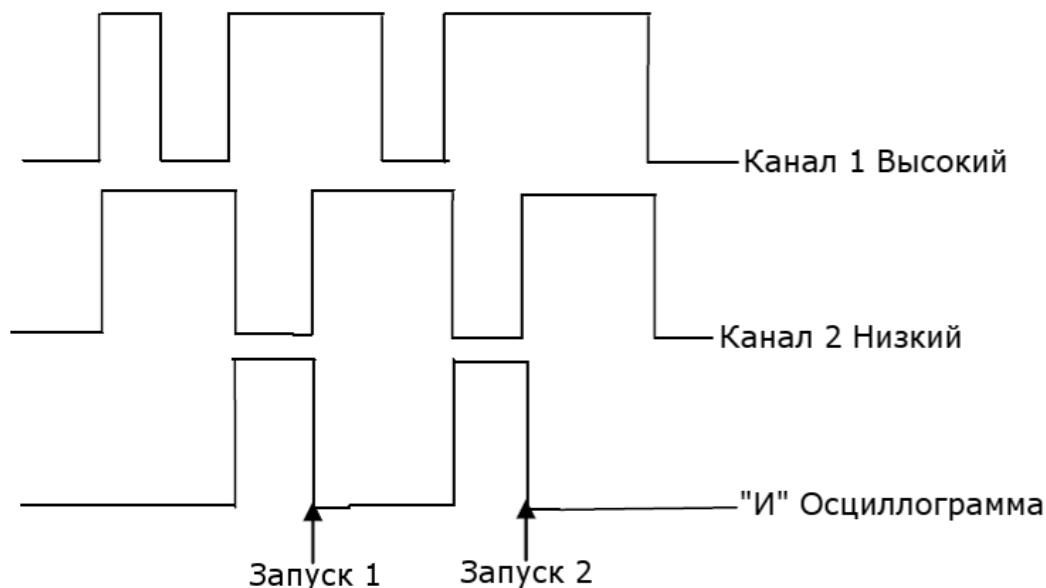 Канал 1 Высокий
Канал 2 Низкий
"И" Осциллограмма
Запуск 1
Запуск 2